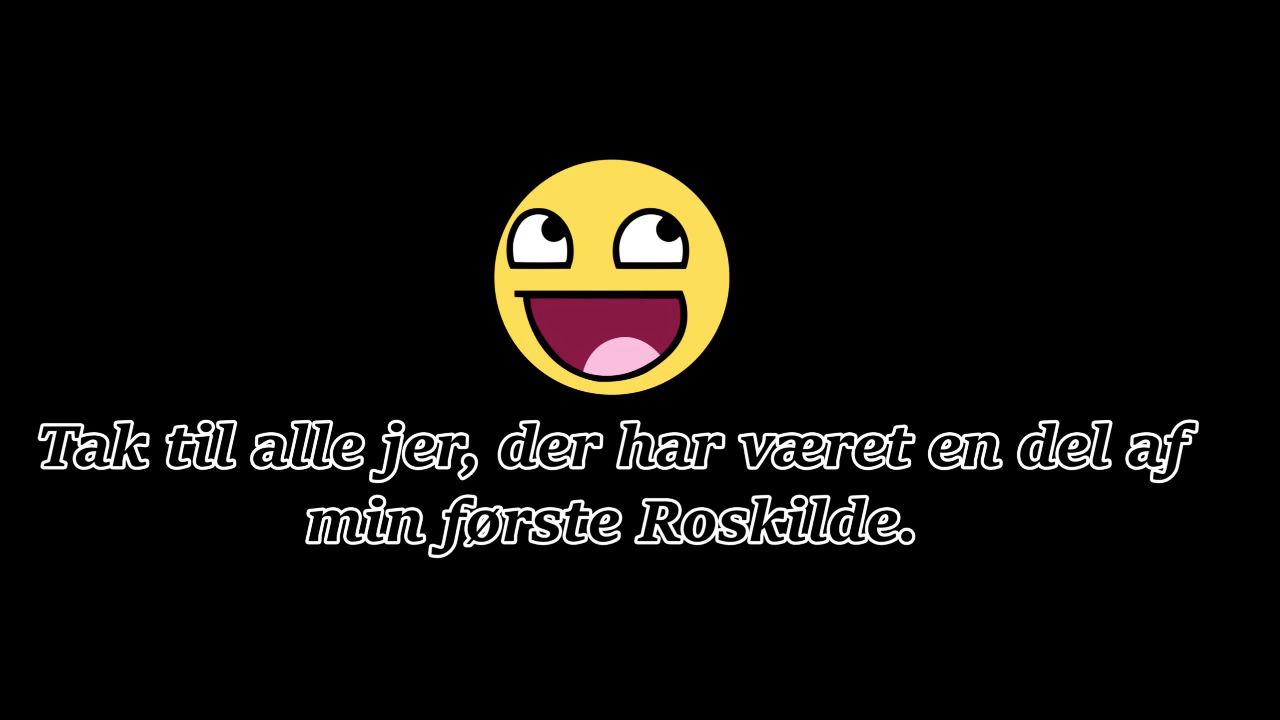 Tak til alle jer, der har været en del af
min første Roskilde.